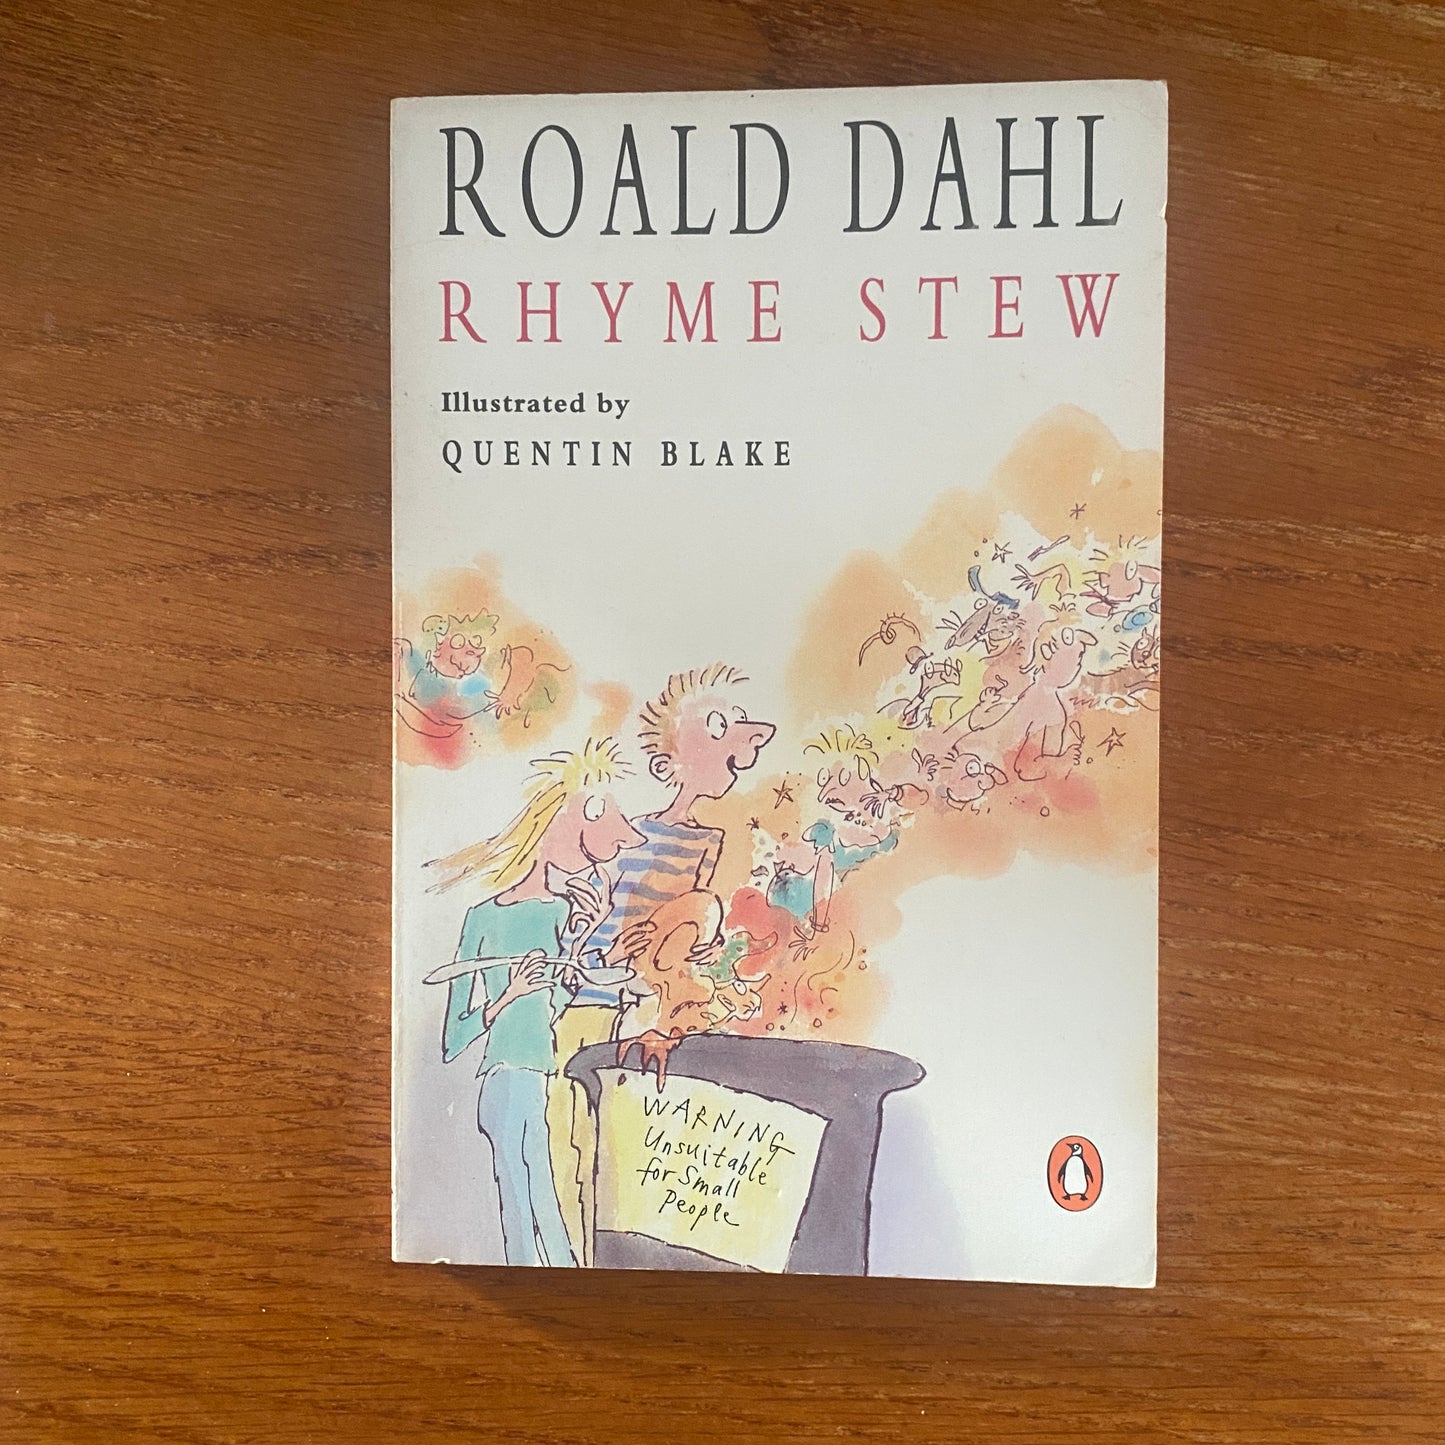 ROALD DAHL
RHYME STEW
Illustrated by
QUENTIN BLAKE
WARNING
Unsuitable
for Small
People